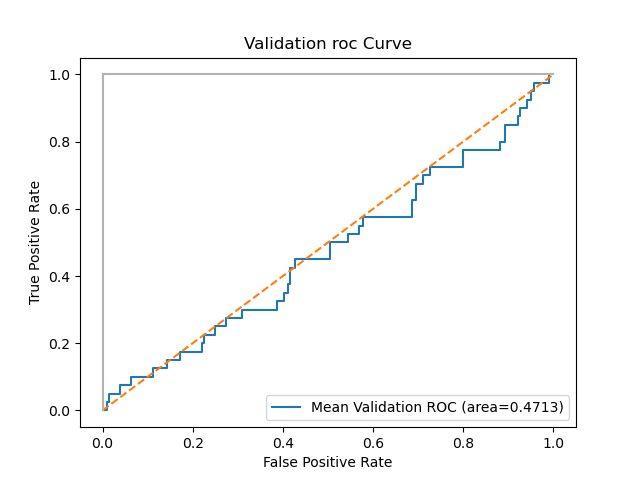 Validation roc Curve
True Positive Rate
1.0
0.8
0.6
0.4
0.2
0.0
Mean Validation ROC (area=0.4713)
0.0 0.2 0.4 0.6 0.8 1.0
False Positive Rate